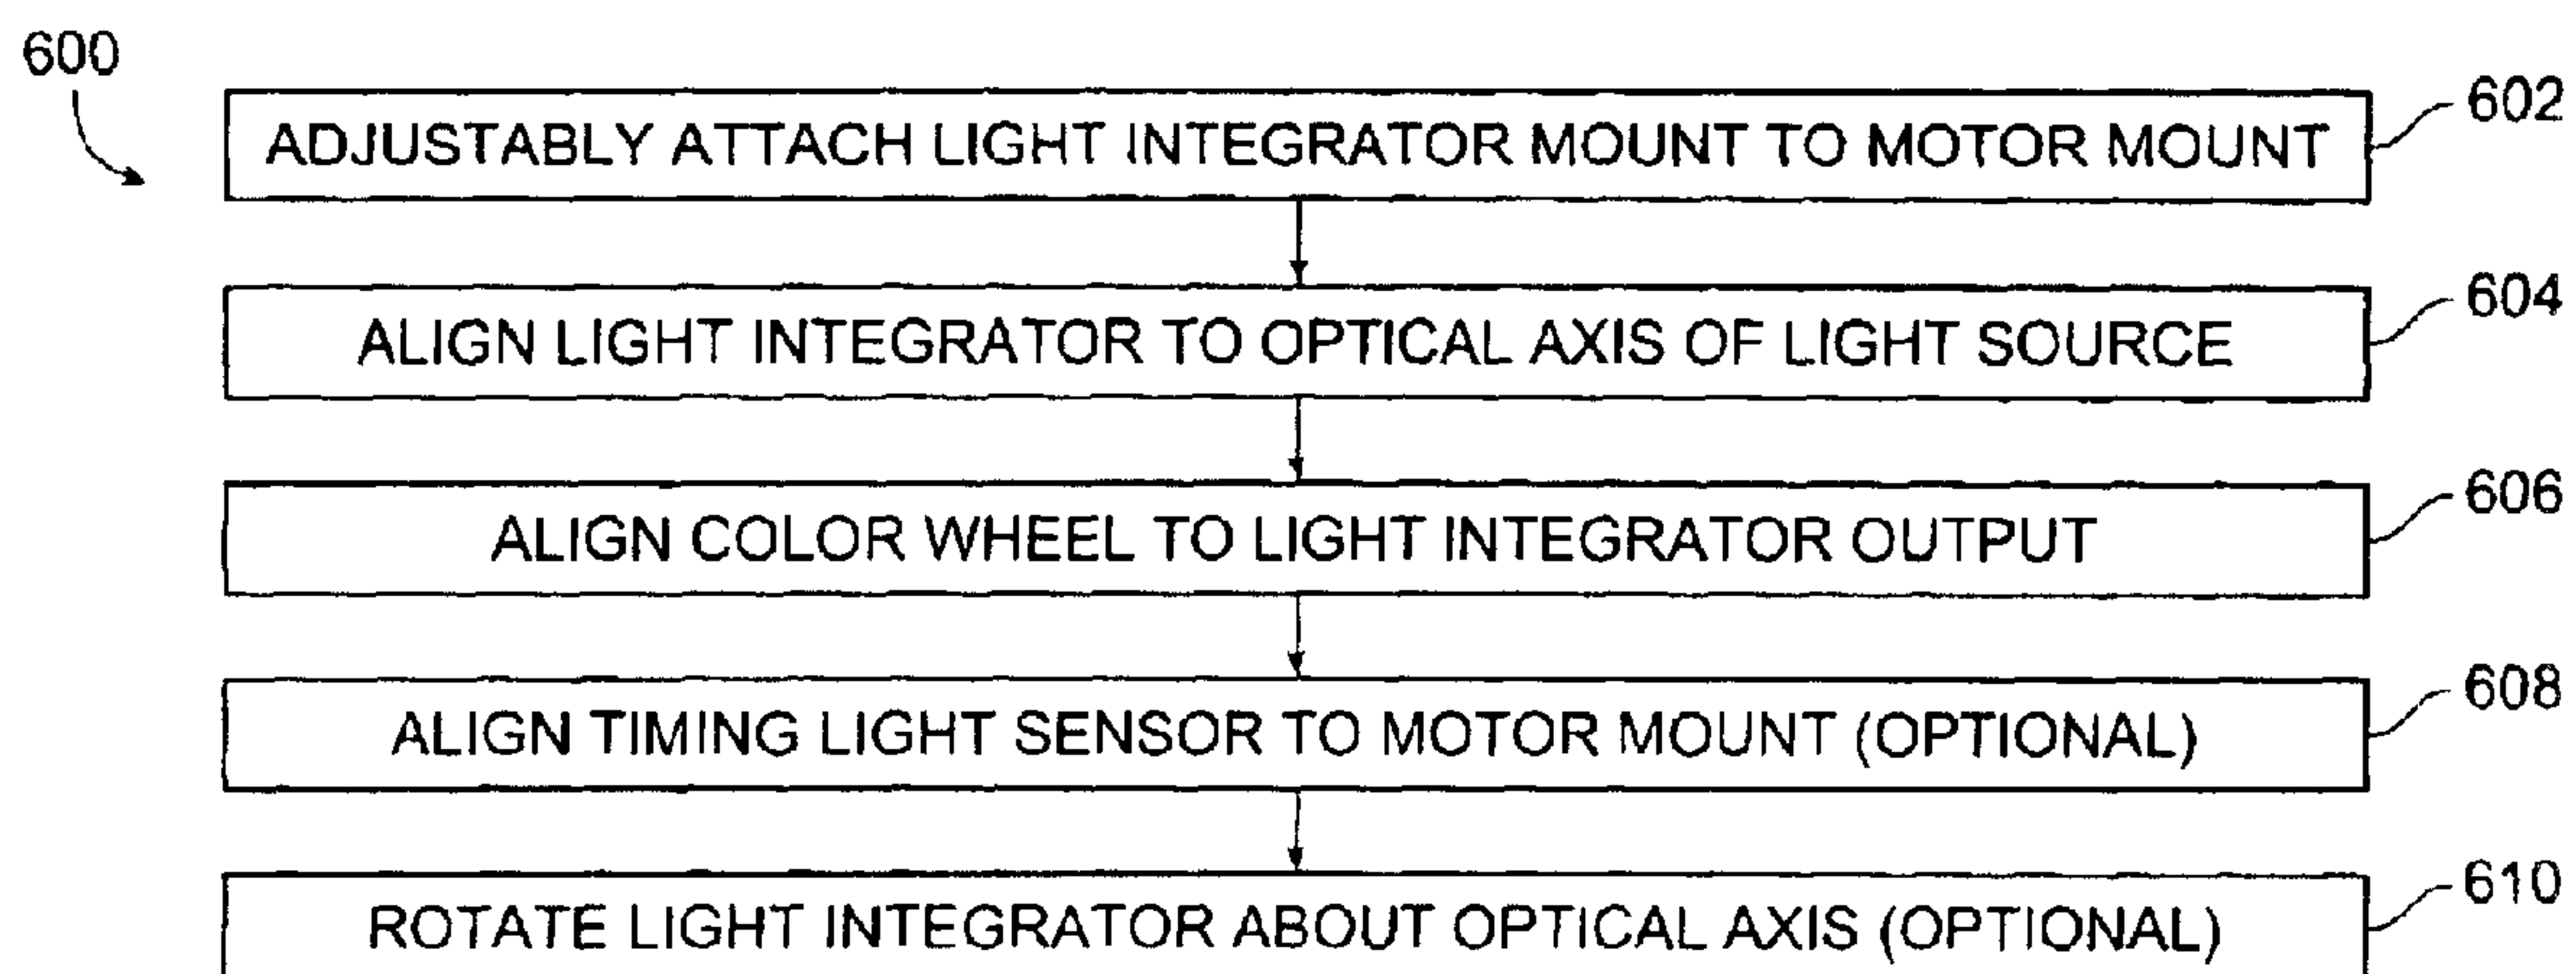 600
ADJUSTABLY ATTACH LIGHT INTEGRATOR MOUNT TO MOTOR MOUNT
602
ALIGN LIGHT INTEGRATOR TO OPTICAL AXIS OF LIGHT SOURCE
604
ALIGN COLOR WHEEL TO LIGHT INTEGRATOR OUTPUT
606
ALIGN TIMING LIGHT SENSOR TO MOTOR MOUNT (OPTIONAL)
608
ROTATE LIGHT INTEGRATOR ABOUT OPTICAL AXIS (OPTIONAL)
610